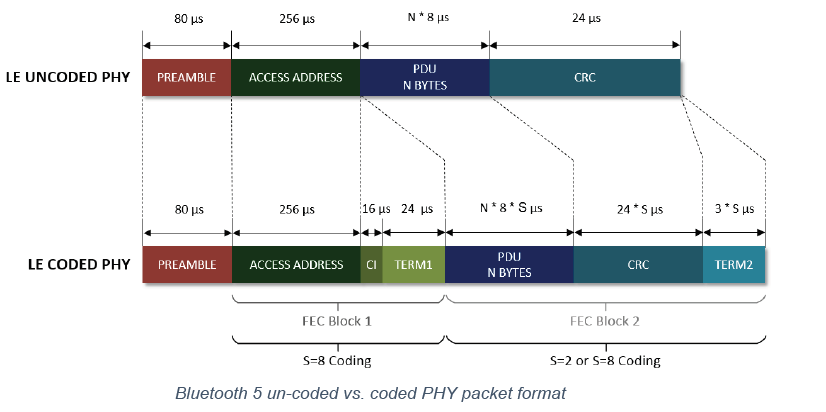 80 µs 256 µs N * 8 µs 24 µs
LE UNCODED PHY PREAMBLE ACCESS ADDRESS PDU N BYTES CRC
80 µs 256 µs 16 µs 24 µs N * 8 * S µs 24 * S µs 3 * S µs
LE CODED PHY PREAMBLE ACCESS ADDRESS CI TERM1 PDU N BYTES CRC TERM2
FEC Block 1 FEC Block 2
S=8 Coding S=2 or S=8 Coding
Bluetooth 5 un-coded vs. coded PHY packet format